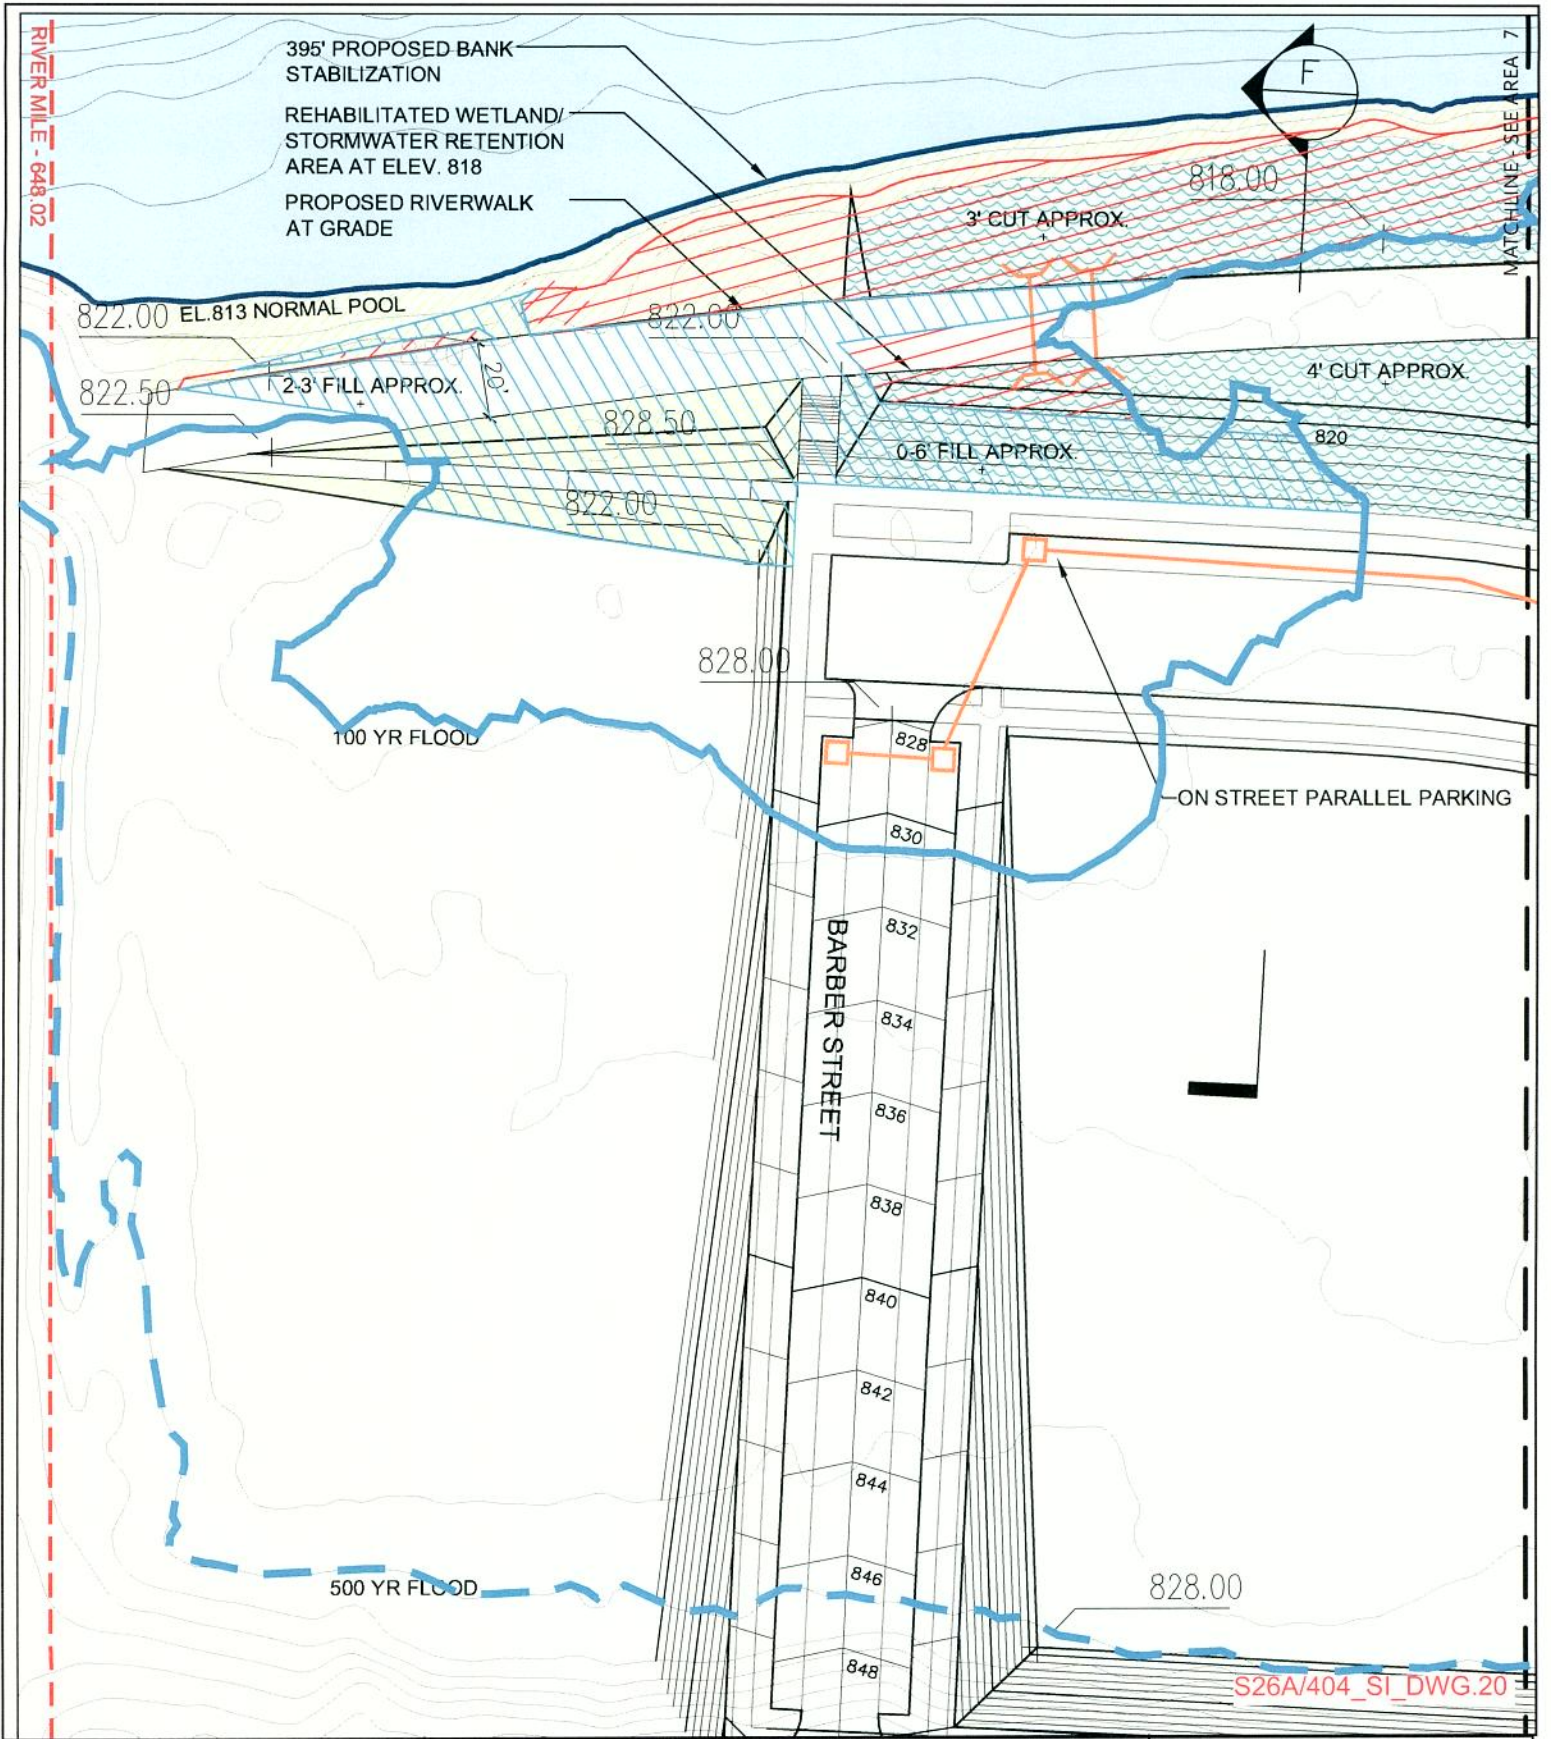 RIVER MILE - 648.02
395' PROPOSED BANK
STABILIZATION
REHABILITATED WETLAND/
STORMWATER RETENTION
AREA AT ELEV. 818
PROPOSED RIVERWALK
AT GRADE
F
MATCHLINE - SEE AREA 7
818.00
3' CUT APPROX.
822.00
EL.813 NORMAL POOL
822.00
822.50
2-3' FILL APPROX.
20'
4' CUT APPROX.
828.50
820
0-6' FILL APPROX.
822.00
828.00
100 YR FLOOD
828
ON STREET PARALLEL PARKING
830
832
BARBER STREET
834
836
838
840
842
844
846
500 YR FLOOD
828.00
848
S26A/404_SI_DWG.20